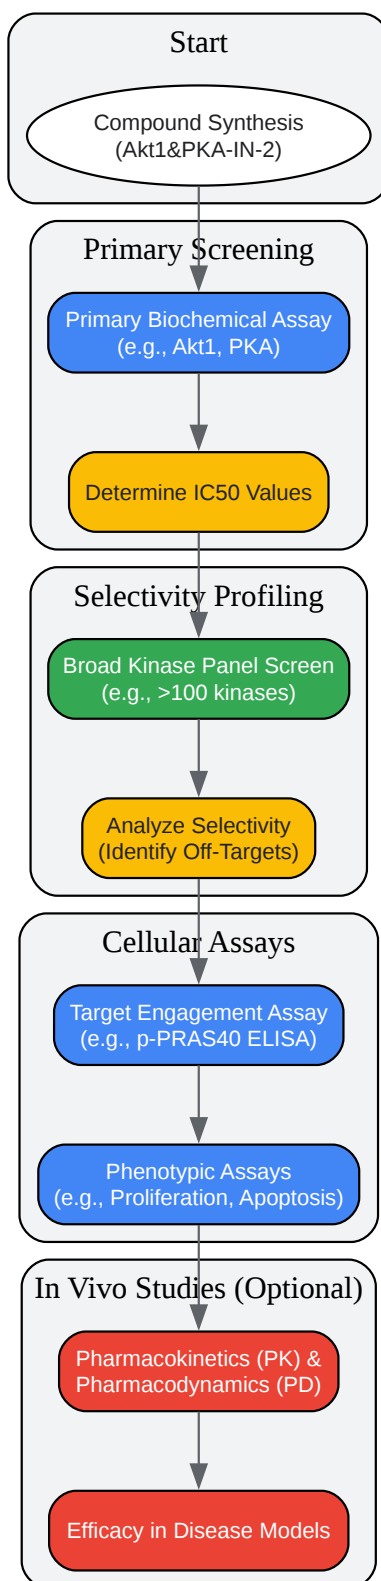 Start
Compound Synthesis
(Akt1&PKA-IN-2)
Primary Screening
Primary Biochemical Assay
(e.g., Akt1, PKA)
Determine IC50 Values
Selectivity Profiling
Broad Kinase Panel Screen
(e.g., >100 kinases)
Analyze Selectivity
(Identify Off-Targets)
Cellular Assays
Target Engagement Assay
(e.g., p-PRAS40 ELISA)
Phenotypic Assays
(e.g., Proliferation, Apoptosis)
In Vivo Studies (Optional)
Pharmacokinetics (PK) &
Pharmacodynamics (PD)
Efficacy in Disease Models